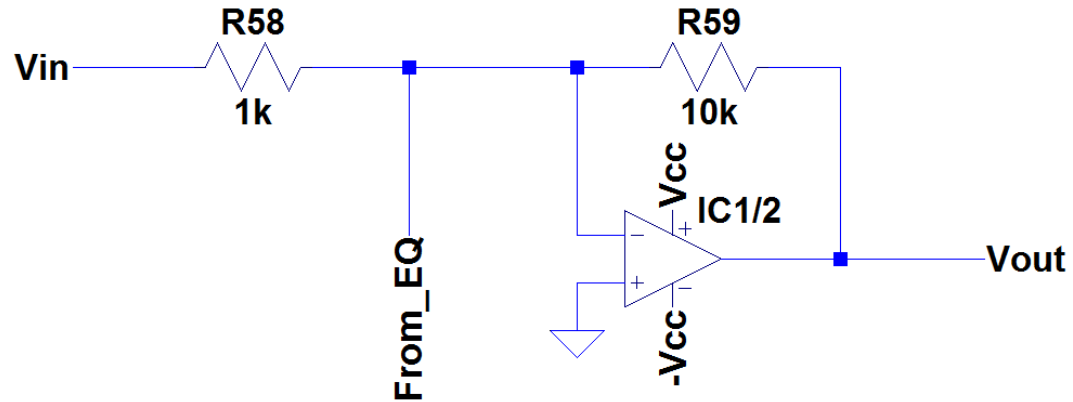 R58
R59
Vin
1k
10k
Vcc
IC1/2
+
−
+
−
Vout
From_EQ
-Vcc